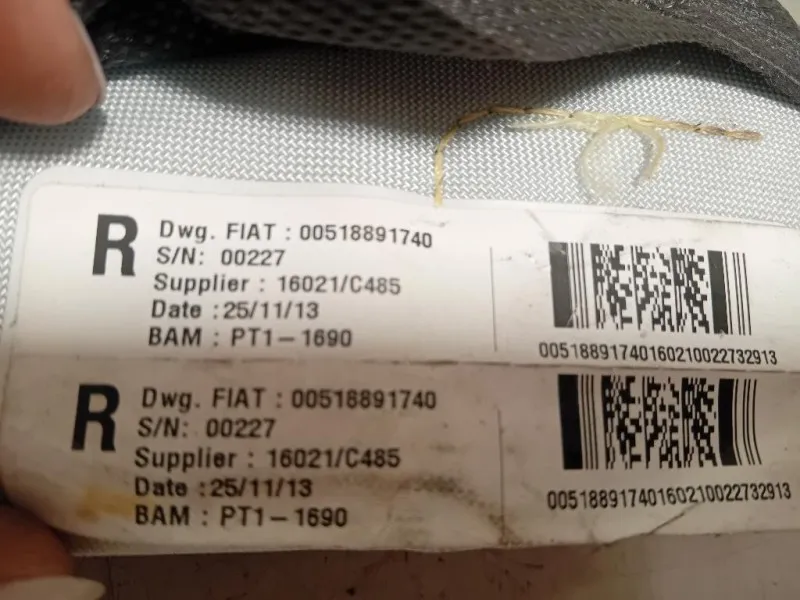 R
Dwg. FIAT : 00518891740
S/N: 00227
Supplier : 16021/C485
Date :25/11/13
BAM : PT1-1690
00518891740160210022732913
R
Dwg. FIAT : 00518891740
S/N: 00227
Supplier : 16021/C485
Date :25/11/13
BAM : PT1-1690
00518891740160210022732913